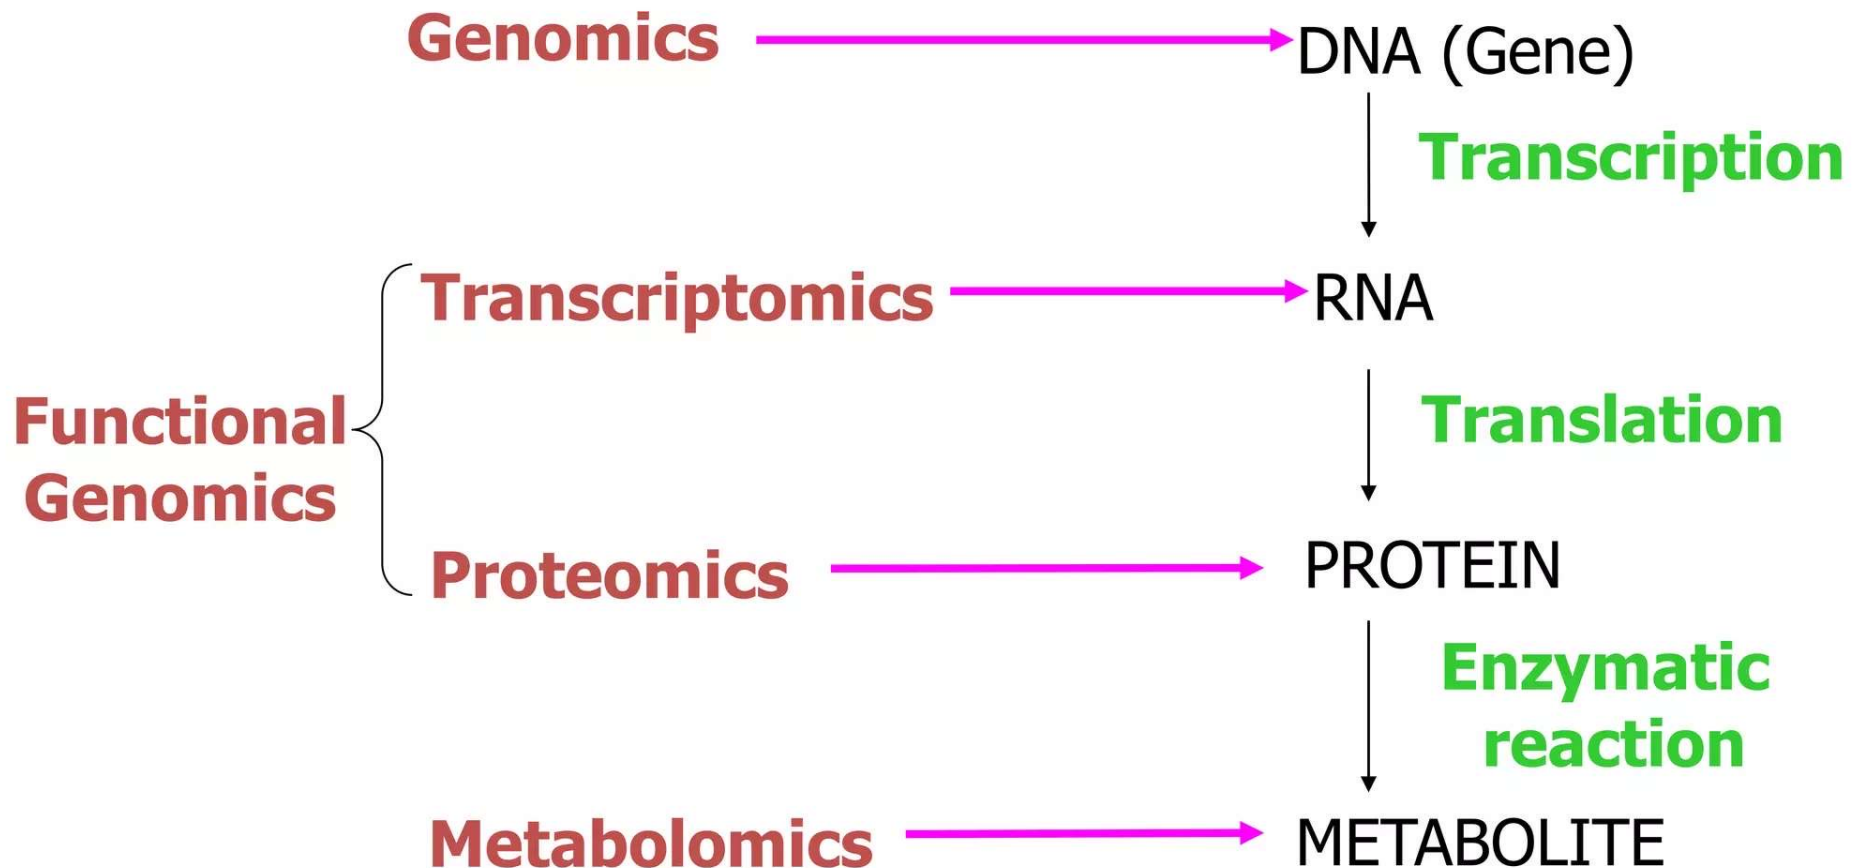 Genomics
DNA (Gene)
Transcription
Transcriptomics
RNA
Functional
Genomics
Translation
Proteomics
PROTEIN
Enzymatic
reaction
Metabolomics
METABOLITE